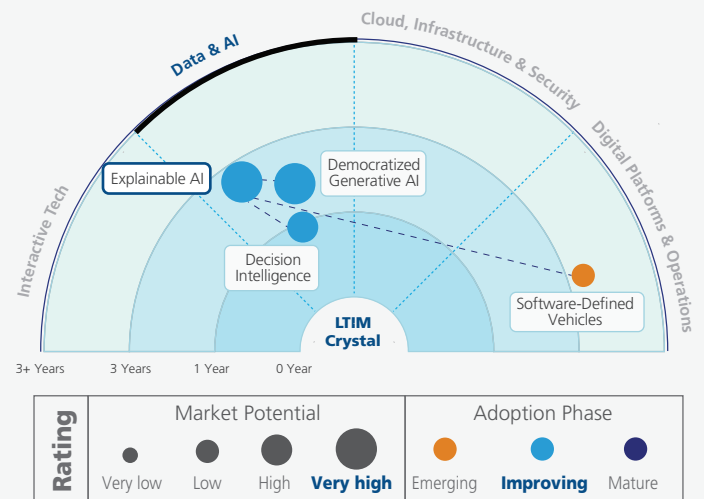 Cloud, Infrastructure & Security
Data & AI
Digital Platforms & Operations
Interactive Tech
Explainable AI
Democratized
Generative AI
Decision
Intelligence
Software-Defined
Vehicles
LTIM
Crystal
3+ Years
3 Years
1 Year
0 Year
Rating
Market Potential
Very low
Low
High
Very high
Adoption Phase
Emerging
Improving
Mature